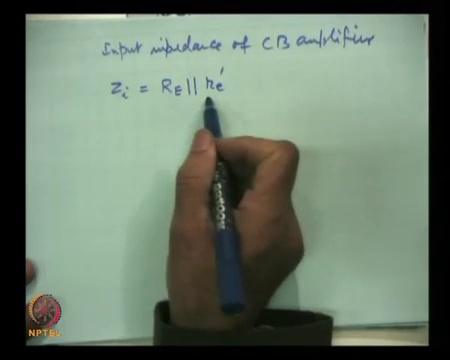 Input impedance of CB amplifier
Zi = RE || re'
NPTEL